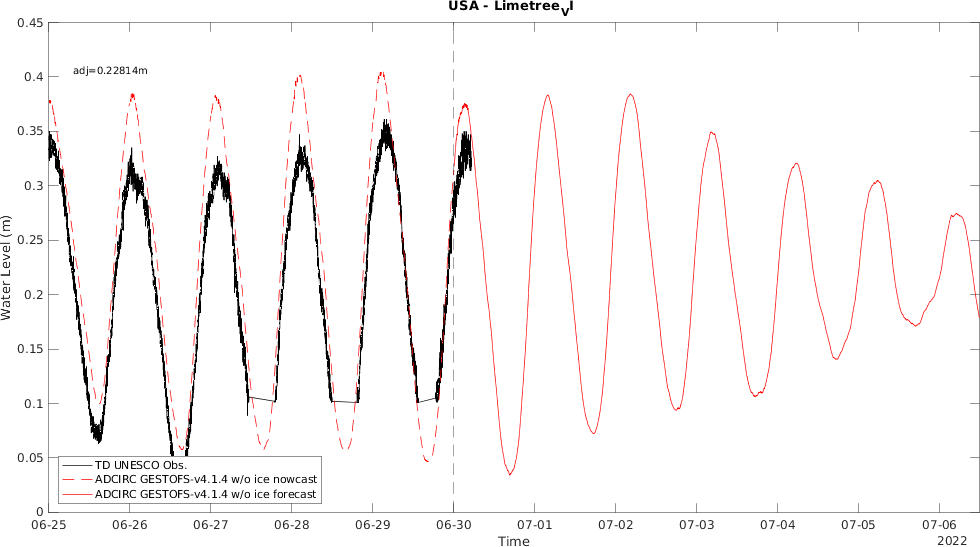 USA - Limetree_VI
adj=0.22814m
Water Level (m)
0.45
0.4
0.35
0.3
0.25
0.2
0.15
0.1
0.05
0
TD UNESCO Obs.
ADCIRC GESTOFS-v4.1.4 w/o ice nowcast
ADCIRC GESTOFS-v4.1.4 w/o ice forecast
06-25 06-26 06-27 06-28 06-29 06-30 07-01 07-02 07-03 07-04 07-05 07-06
Time
2022